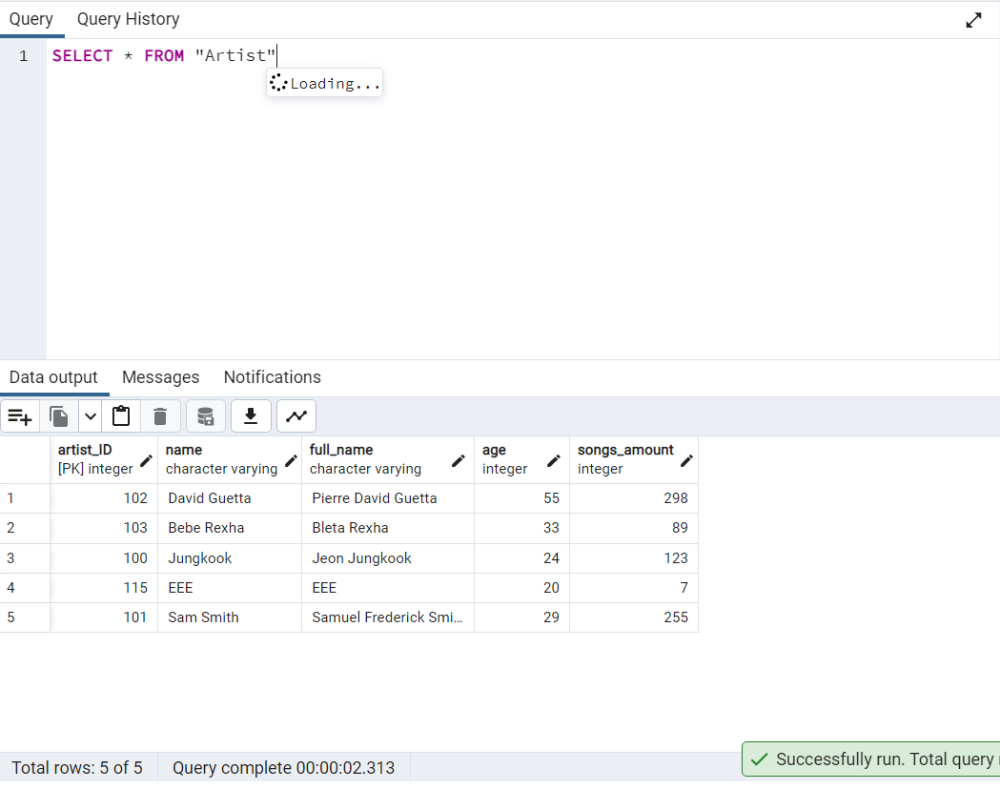 Query Query History
1 SELECT * FROM "Artist"
Loading...
Data output Messages Notifications
artist_ID name full_name age songs_amount
[PK] integer character varying character varying integer integer
1 102 David Guetta Pierre David Guetta 55 298
2 103 Bebe Rexha Bleta Rexha 33 89
3 100 Jungkook Jeon Jungkook 24 123
4 115 EEE EEE 20 7
5 101 Sam Smith Samuel Frederick Smi... 29 255
Total rows: 5 of 5 Query complete 00:00:02.313
Successfully run. Total query